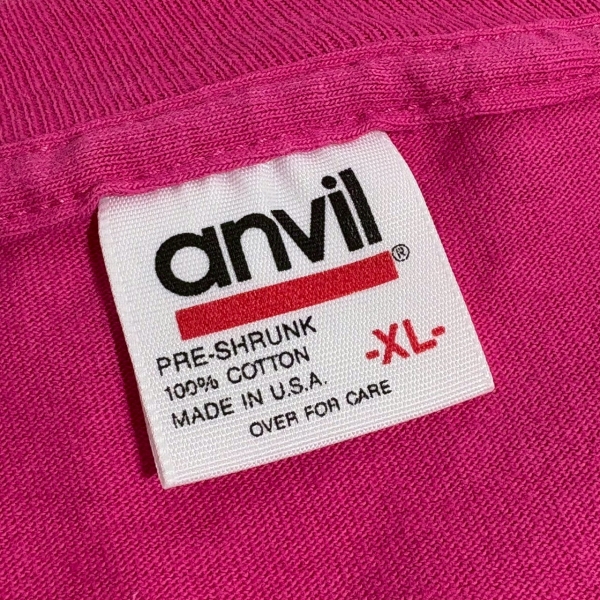 anvil®
PRE-SHRUNK
100% COTTON
MADE IN U.S.A.
-XL-
OVER FOR CARE